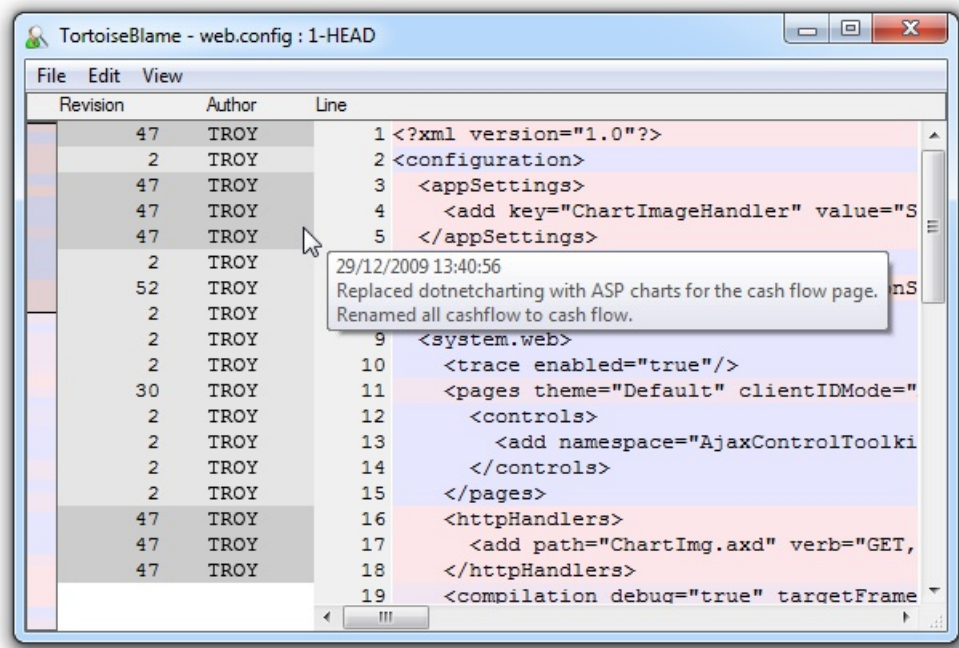 TortoiseBlame - web.config : 1-HEAD
File Edit View
Revision Author Line
47 TROY 1 <?xml version="1.0"?>
2 TROY 2 <configuration>
47 TROY 3 <appSettings>
47 TROY 4 <add key="ChartImageHandler" value="S
47 TROY 5 </appSettings>
2 TROY
29/12/2009 13:40:56
52 TROY
Replaced dotnetcharting with ASP charts for the cash flow page.
nS
2 TROY
Renamed all cashflow to cash flow.
2 TROY 9 <system.web>
2 TROY 10 <trace enabled="true"/>
30 TROY 11 <pages theme="Default" clientIDMode="
2 TROY 12 <controls>
2 TROY 13 <add namespace="AjaxControlToolki
2 TROY 14 </controls>
2 TROY 15 </pages>
47 TROY 16 <httpHandlers>
47 TROY 17 <add path="ChartImg.axd" verb="GET,
47 TROY 18 </httpHandlers>
19 <compilation debug="true" targetFrame